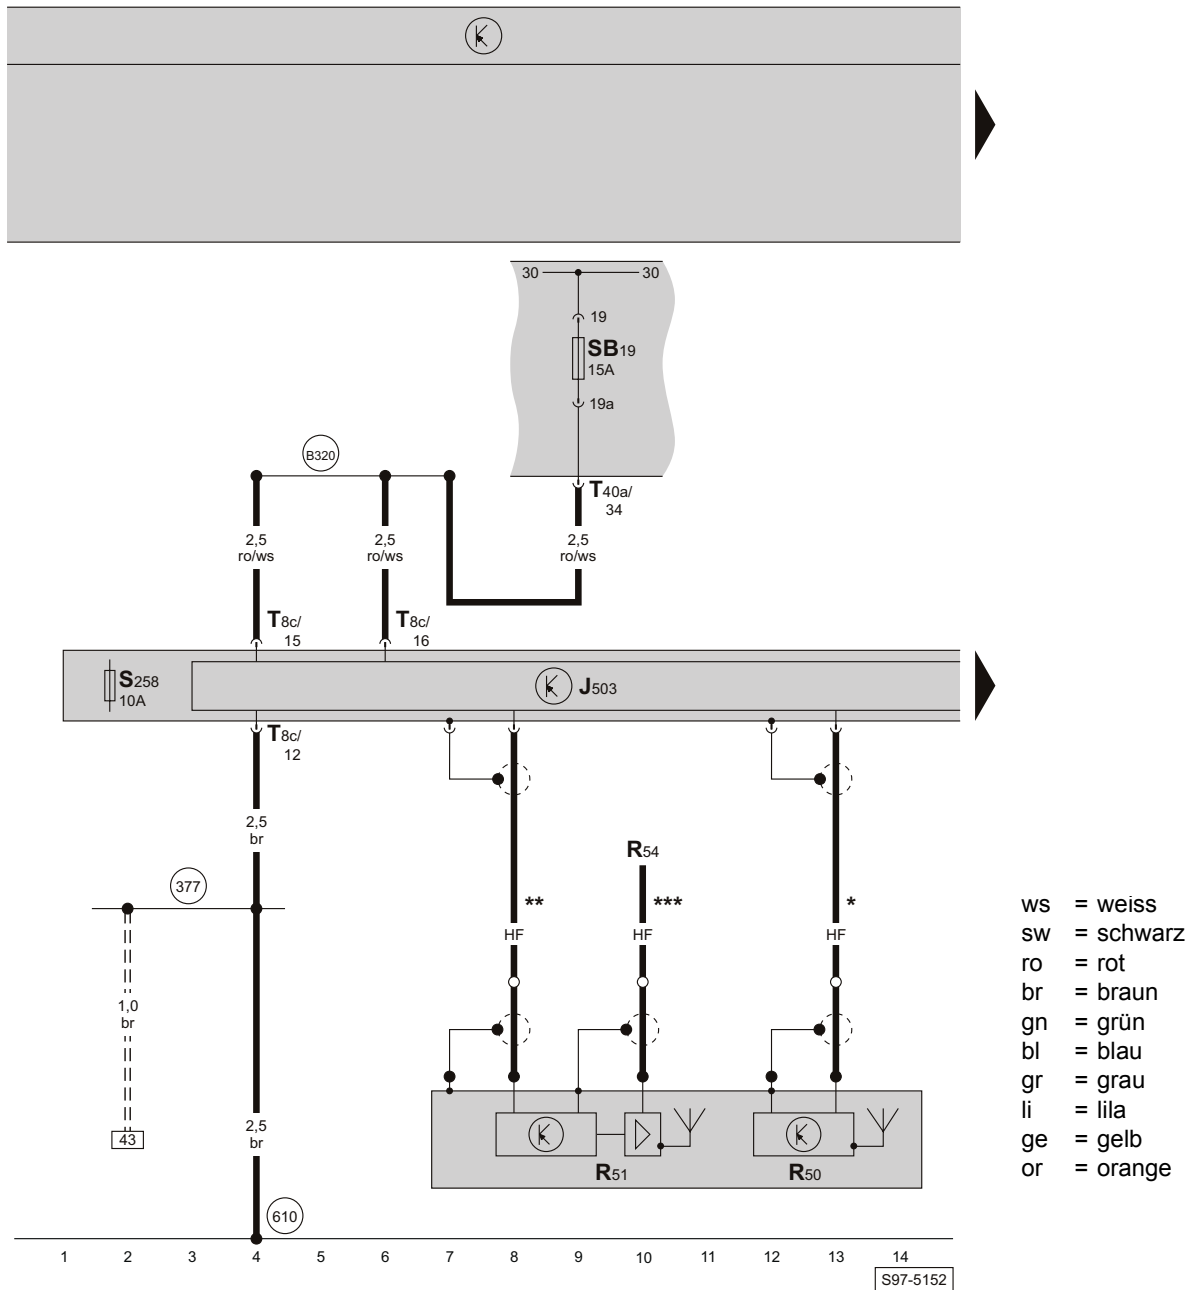 30 30
19
SB19
15A
19a
B320
T40a/
34
2,5
ro/ws
2,5
ro/ws
2,5
ro/ws
T8c/
15
T8c/
16
S258
10A
J503
T8c/
12
2,5
br
R54
377
** *** *
HF HF HF
1,0
br
43
2,5
br
R51 R50
610
1 2 3 4 5 6 7 8 9 10 11 12 13 14
S97-5152
ws = weiss
sw = schwarz
ro = rot
br = braun
gn = grün
bl = blau
gr = grau
li = lila
ge = gelb
or = orange